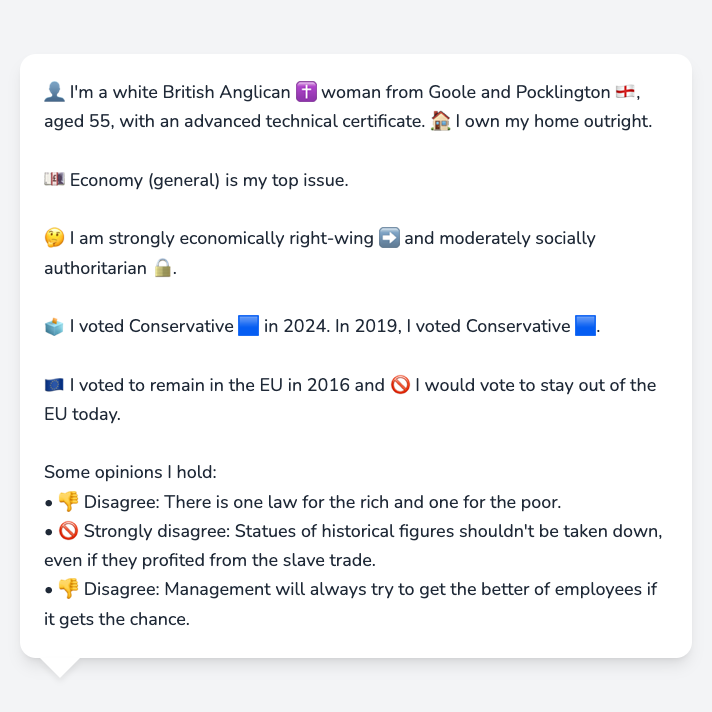 👤 I'm a white British Anglican ✝️ woman from Goole and Pocklington 🏴󠁧󠁢󠁥󠁮󠁧󠁿,
aged 55, with an advanced technical certificate. 🏠 I own my home outright.
💷 Economy (general) is my top issue.
🤔 I am strongly economically right-wing ➡️ and moderately socially
authoritarian 🔒.
🗳️ I voted Conservative 🟦 in 2024. In 2019, I voted Conservative 🟦.
🇪🇺 I voted to remain in the EU in 2016 and 🚫 I would vote to stay out of the
EU today.
Some opinions I hold:
• 👎 Disagree: There is one law for the rich and one for the poor.
• 🚫 Strongly disagree: Statues of historical figures shouldn't be taken down,
even if they profited from the slave trade.
• 👎 Disagree: Management will always try to get the better of employees if
it gets the chance.